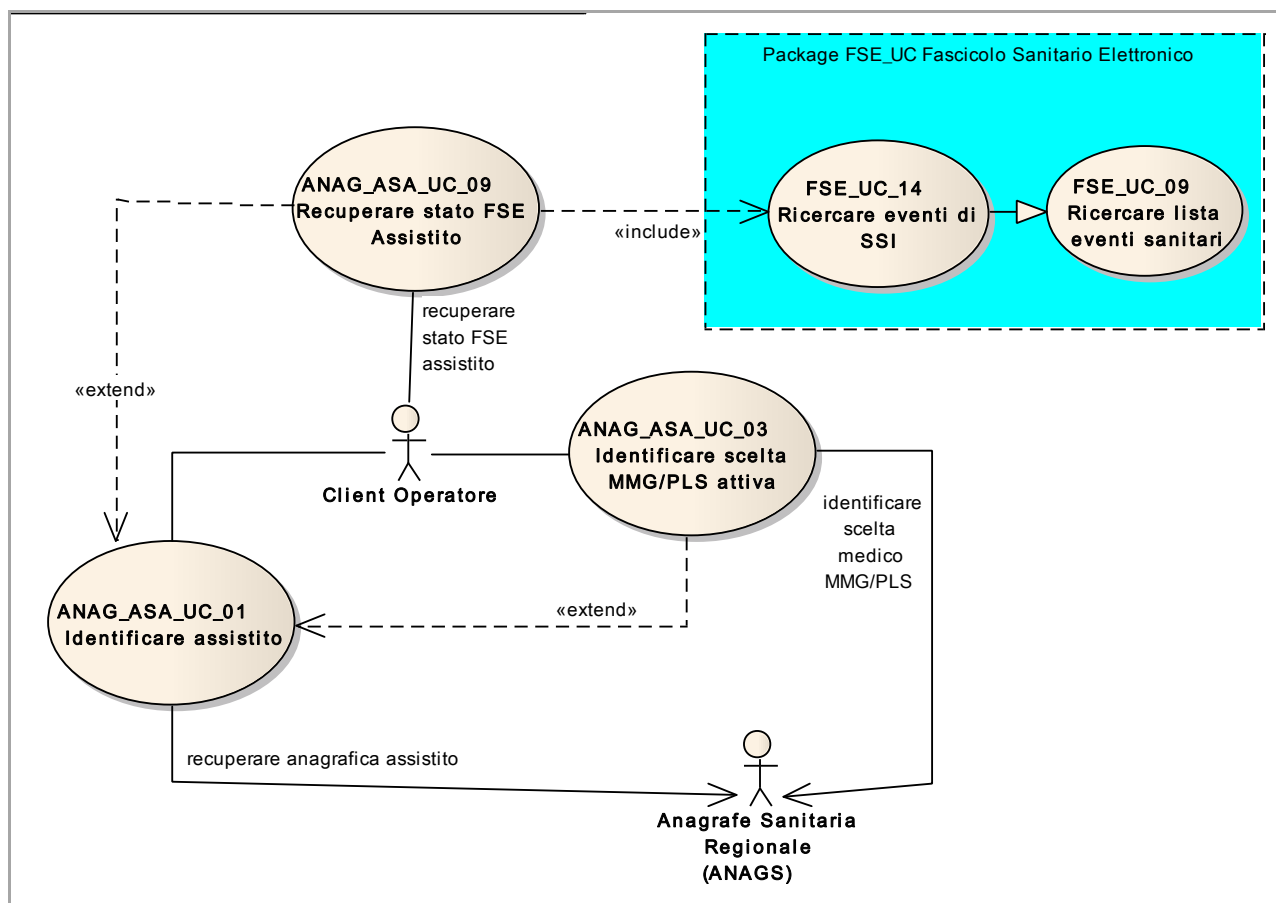 Package FSE_UC Fascicolo Sanitario Elettronico
ANAG_ASA_UC_09
Recuperare stato FSE
Assistito
«include»
FSE_UC_14
Ricercare eventi di
SSI
FSE_UC_09
Ricercare lista
eventi sanitari
recuperare
stato FSE
assistito
«extend»
Client Operatore
ANAG_ASA_UC_03
Identificare scelta
MMG/PLS attiva
identificare
scelta
medico
MMG/PLS
ANAG_ASA_UC_01
Identificare assistito
«extend»
recuperare anagrafica assistito
Anagrafe Sanitaria
Regionale
(ANAGS)